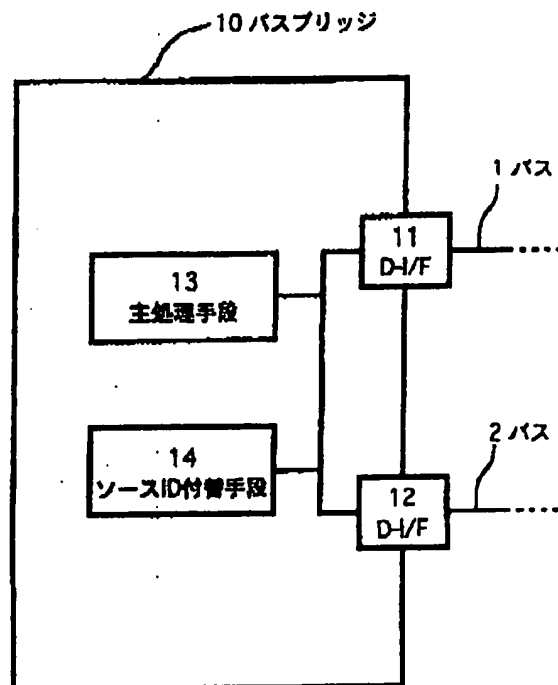 10 バスブリッジ
1 バス
11
D-I/F
13
主処理手段
2 バス
14
ソースID付替手段
12
D-I/F